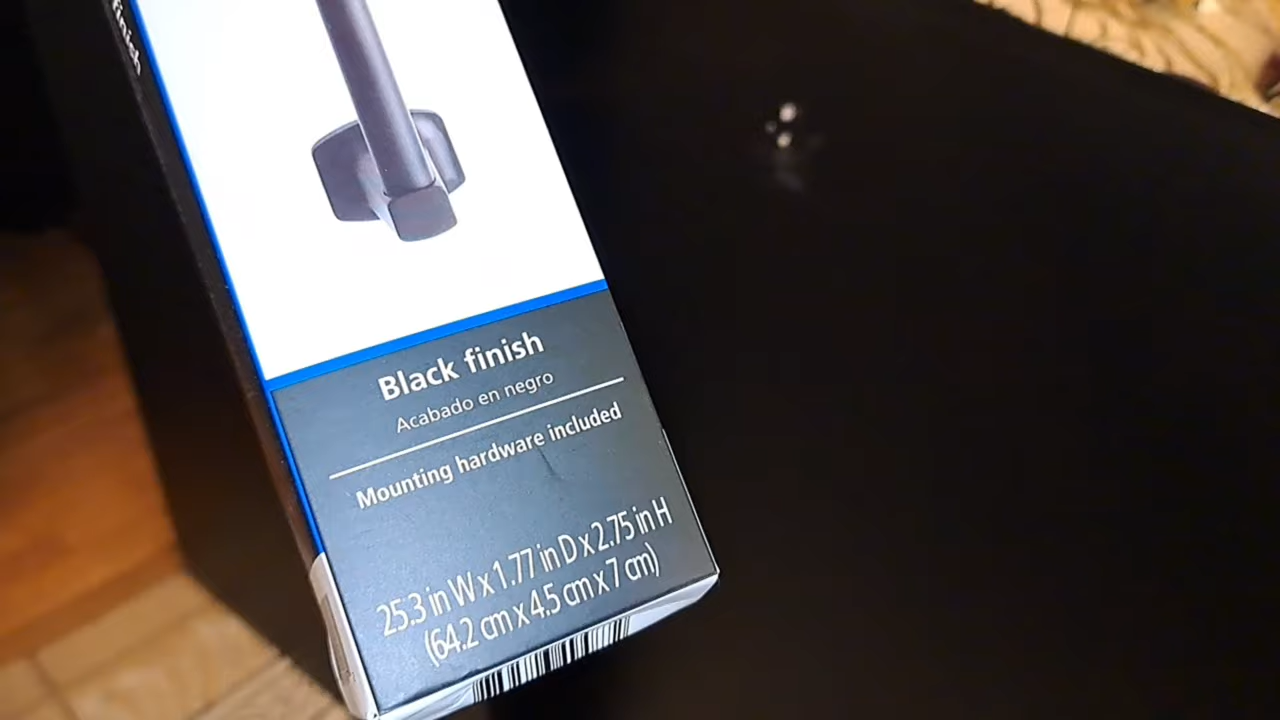 finish
Black finish
Acabado en negro
Mounting hardware included
25.3 in W x 1.77 in D x 2.75 in H
(64.2 cm x 4.5 cm x 7 cm)